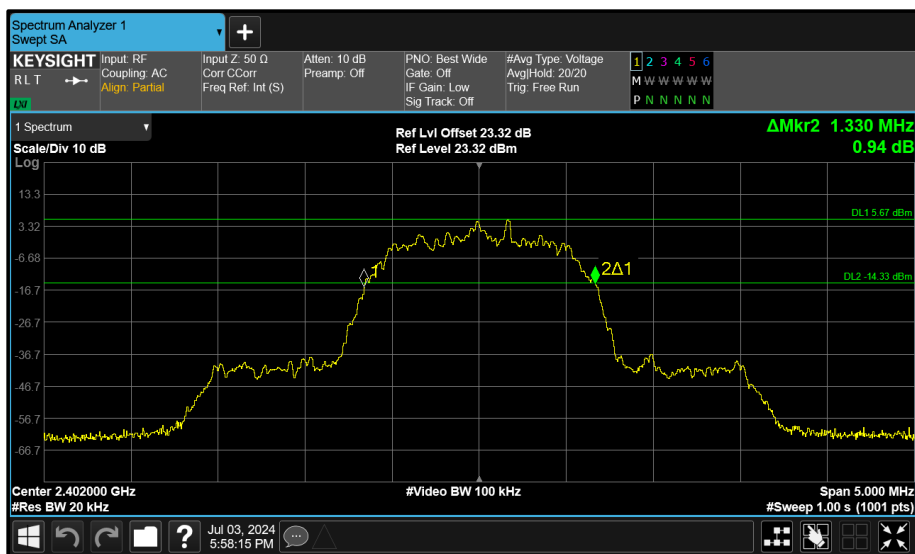 Spectrum Analyzer 1
Swept SA
KEYSIGHT
R L T
LXI
Input: RF
Coupling: AC
Align: Partial
Input Z: 50 Ω
Corr CCorr
Freq Ref: Int (S)
Atten: 10 dB
Preamp: Off
PNO: Best Wide
Gate: Off
IF Gain: Low
Sig Track: Off
#Avg Type: Voltage
Avg|Hold: 20/20
Trig: Free Run
1 2 3 4 5 6
M W W W W W
P N N N N N
1 Spectrum
Scale/Div 10 dB
Log
Ref Lvl Offset 23.32 dB
Ref Level 23.32 dBm
ΔMkr2 1.330 MHz
0.94 dB
13.3
3.32
-6.68
-16.7
-26.7
-36.7
-46.7
-56.7
-66.7
DL1 5.67 dBm
1
2Δ1
DL2 -14.33 dBm
Center 2.402000 GHz
#Res BW 20 kHz
#Video BW 100 kHz
Span 5.000 MHz
#Sweep 1.00 s (1001 pts)
?
Jul 03, 2024
5:58:15 PM